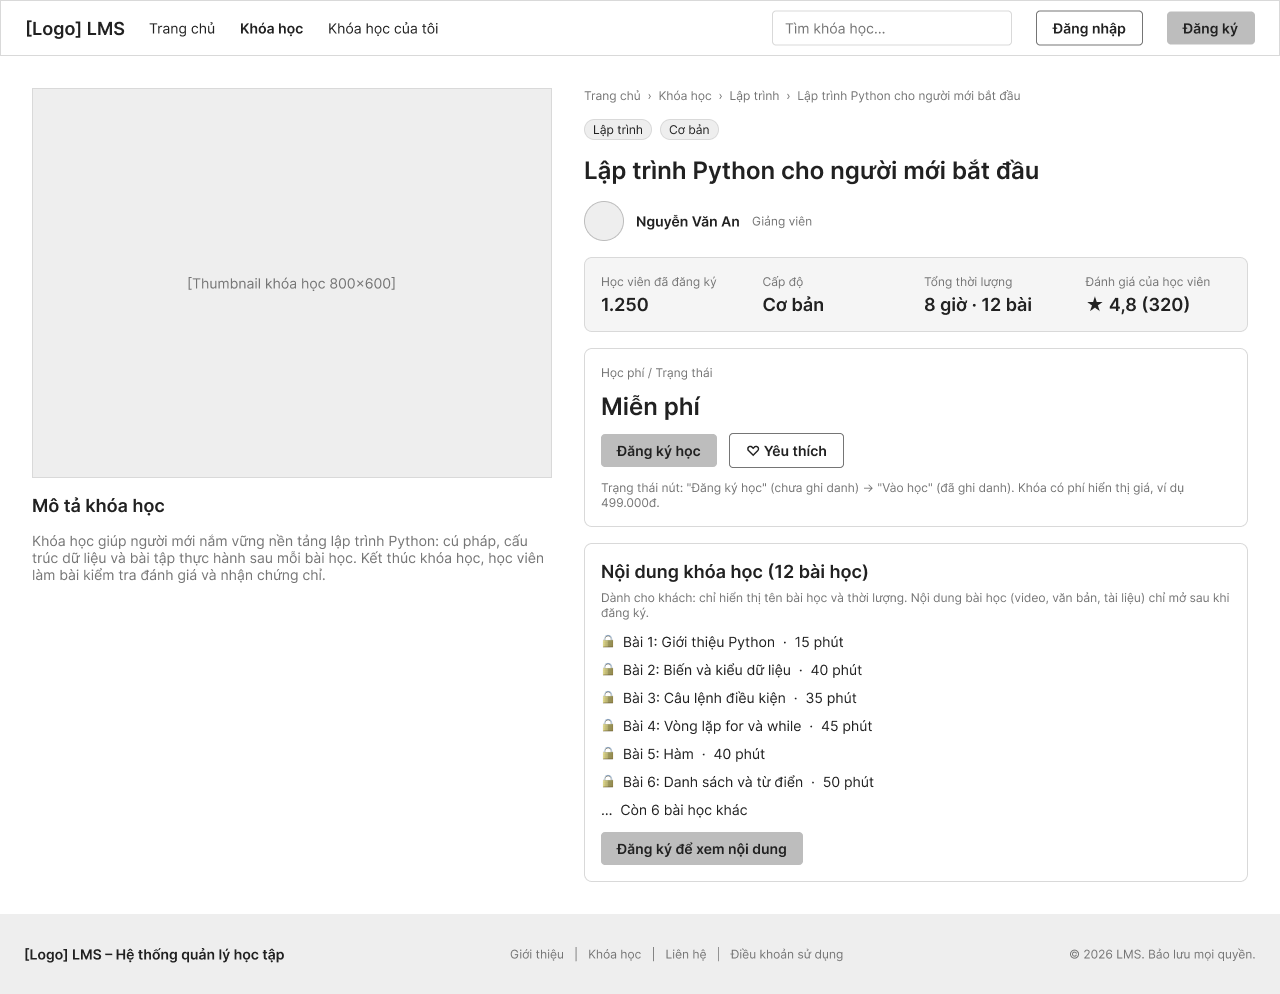 [Logo] LMS
Trang chủ
Khóa học
Khóa học của tôi
Tìm khóa học...
Đăng nhập
Đăng ký
[Thumbnail khóa học 800×600]
Mô tả khóa học
Khóa học giúp người mới nắm vững nền tảng lập trình Python: cú pháp, cấu
trúc dữ liệu và bài tập thực hành sau mỗi bài học. Kết thúc khóa học, học viên
làm bài kiểm tra đánh giá và nhận chứng chỉ.
Trang chủ › Khóa học › Lập trình › Lập trình Python cho người mới bắt đầu
Lập trình
Cơ bản
Lập trình Python cho người mới bắt đầu
Nguyễn Văn An Giảng viên
Học viên đã đăng ký
1.250
Cấp độ
Cơ bản
Tổng thời lượng
8 giờ · 12 bài
Đánh giá của học viên
★ 4,8 (320)
Học phí / Trạng thái
Miễn phí
Đăng ký học
♡ Yêu thích
Trạng thái nút: "Đăng ký học" (chưa ghi danh) → "Vào học" (đã ghi danh). Khóa có phí hiển thị giá, ví dụ
499.000đ.
Nội dung khóa học (12 bài học)
Dành cho khách: chỉ hiển thị tên bài học và thời lượng. Nội dung bài học (video, văn bản, tài liệu) chỉ mở sau khi
đăng ký.
🔒 Bài 1: Giới thiệu Python · 15 phút
🔒 Bài 2: Biến và kiểu dữ liệu · 40 phút
🔒 Bài 3: Câu lệnh điều kiện · 35 phút
🔒 Bài 4: Vòng lặp for và while · 45 phút
🔒 Bài 5: Hàm · 40 phút
🔒 Bài 6: Danh sách và từ điển · 50 phút
... Còn 6 bài học khác
Đăng ký để xem nội dung
[Logo] LMS – Hệ thống quản lý học tập
Giới thiệu | Khóa học | Liên hệ | Điều khoản sử dụng
© 2026 LMS. Bảo lưu mọi quyền.